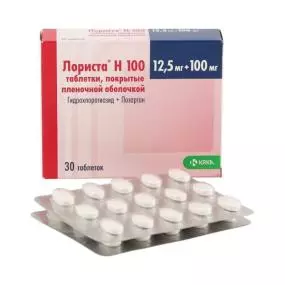 Лориста® Н 100
12,5 мг + 100 мг
таблетки, покрытые
пленочной оболочкой
Гидрохлоротиазид + Лозартан
30 таблеток
KRKA